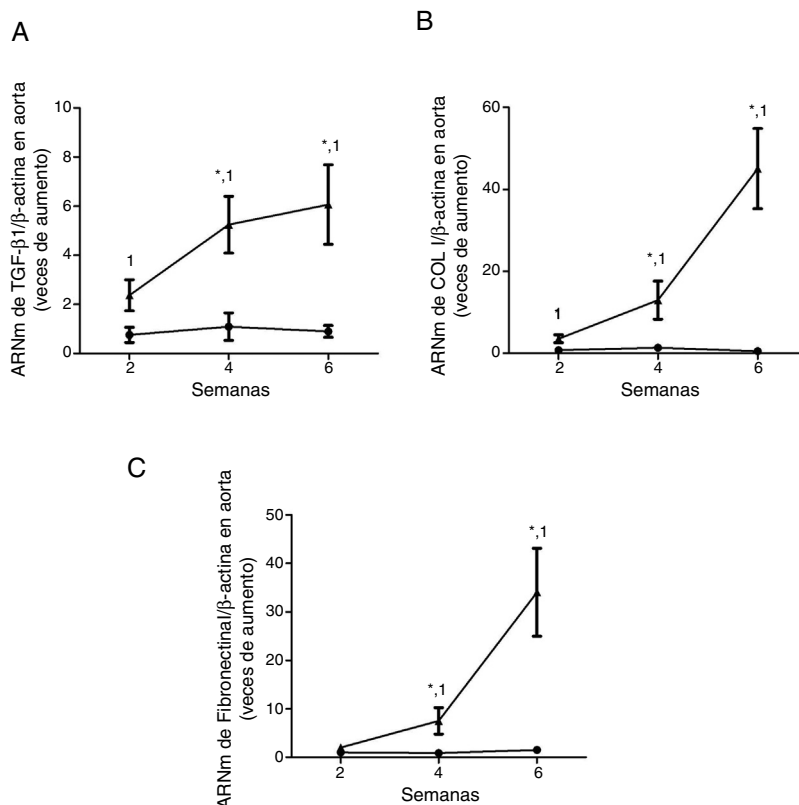 A
ARNm de TGF-β1/β-actina en aorta
(veces de aumento)
10
8
6
4
2
0
1
*,1
*,1
2
4
6
Semanas
B
ARNm de COL I/β-actina en aorta
(veces de aumento)
60
40
20
0
1
*,1
*,1
2
4
6
Semanas
C
ARNm de Fibronectinal/β-actina en aorta
(veces de aumento)
50
40
30
20
10
0
*,1
*,1
2
4
6
Semanas